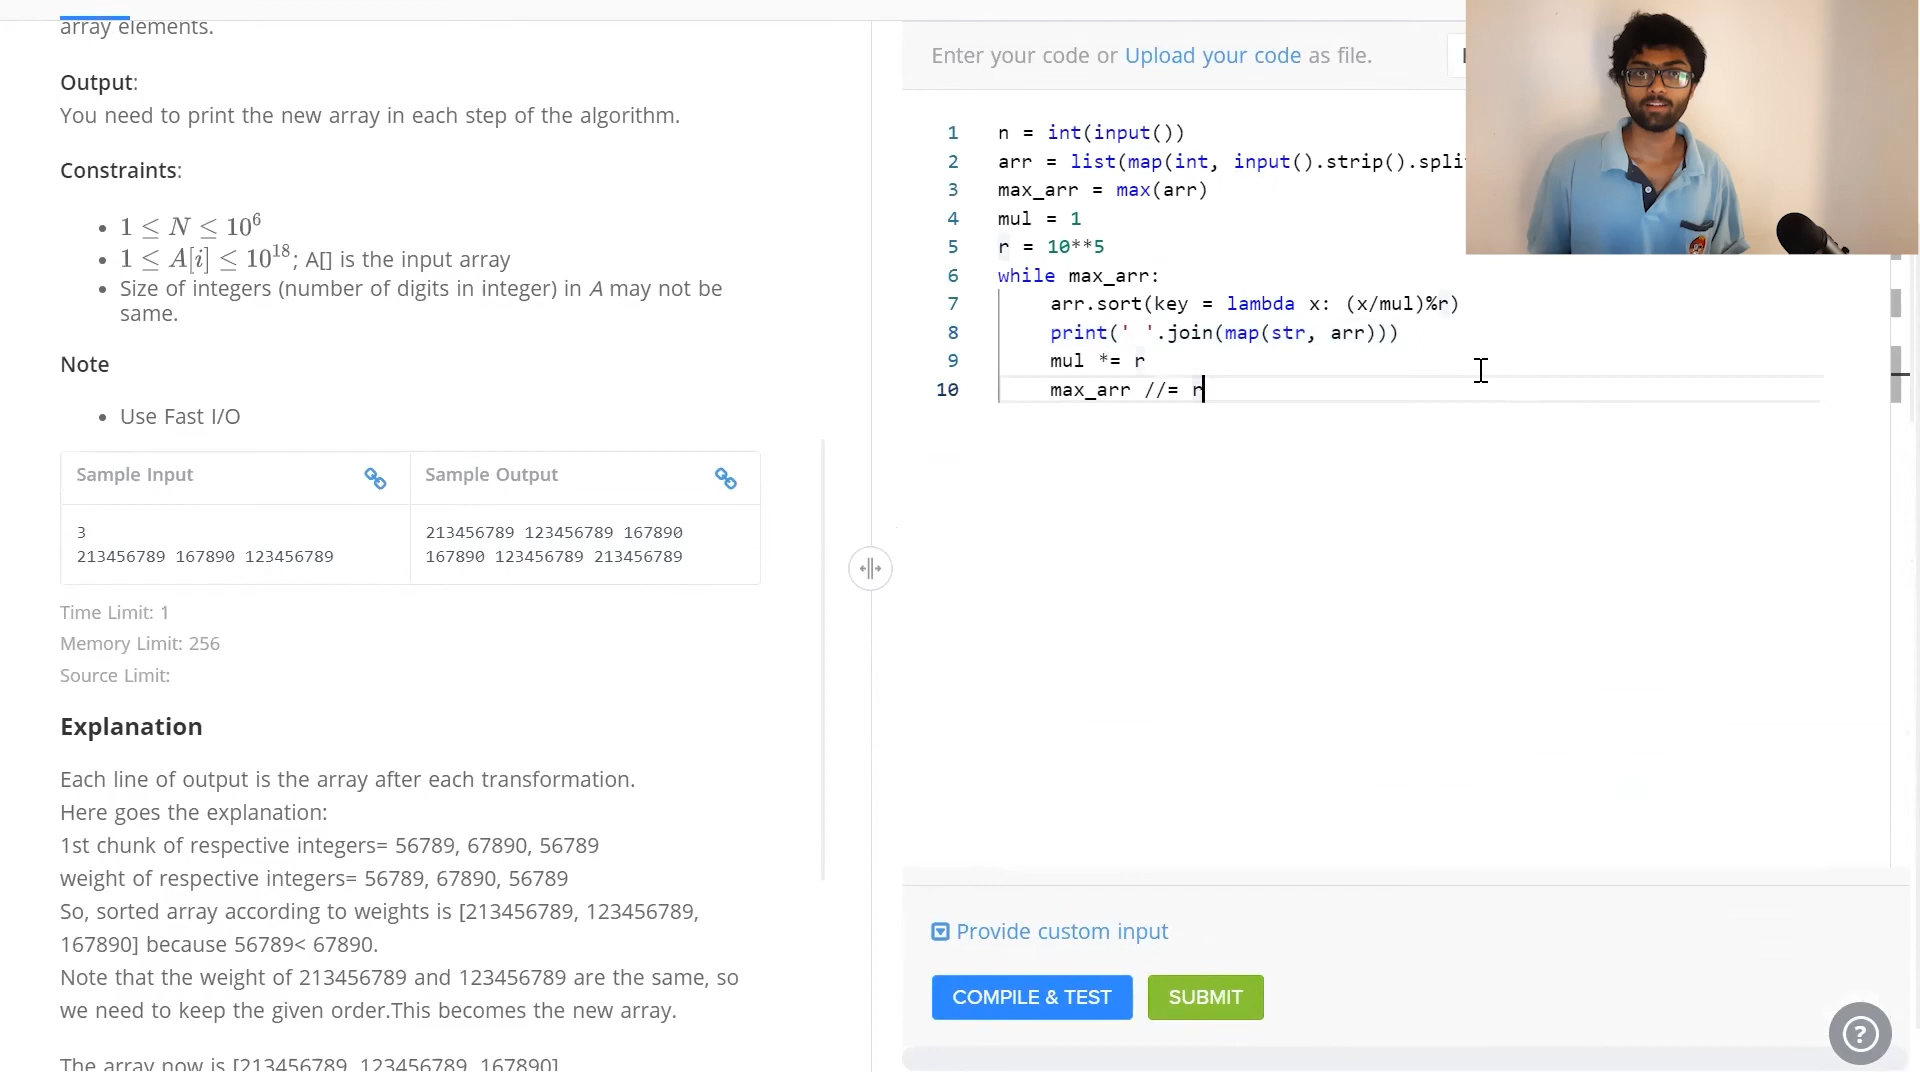 array elements.
Output:
You need to print the new array in each step of the algorithm.
Constraints:
1 ≤ N ≤ 10^6
1 ≤ A[i] ≤ 10^18; A[] is the input array
Size of integers (number of digits in integer) in A may not be
same.
Note
Use Fast I/O
Sample Input
3
213456789 167890 123456789
Sample Output
213456789 123456789 167890
167890 123456789 213456789
Time Limit: 1
Memory Limit: 256
Source Limit:
Explanation
Each line of output is the array after each transformation.
Here goes the explanation:
1st chunk of respective integers= 56789, 67890, 56789
weight of respective integers= 56789, 67890, 56789
So, sorted array according to weights is [213456789, 123456789,
167890] because 56789< 67890.
Note that the weight of 213456789 and 123456789 are the same, so
we need to keep the given order.This becomes the new array.
The array now is [213456789, 123456789, 167890]
Enter your code or Upload your code as file.
1 n = int(input())
2 arr = list(map(int, input().strip().spli
3 max_arr = max(arr)
4 mul = 1
5 r = 10**5
6 while max_arr:
7 arr.sort(key = lambda x: (x/mul)%r)
8 print(' '.join(map(str, arr)))
9 mul *= r
10 max_arr //= r
Provide custom input
COMPILE & TEST
SUBMIT
?